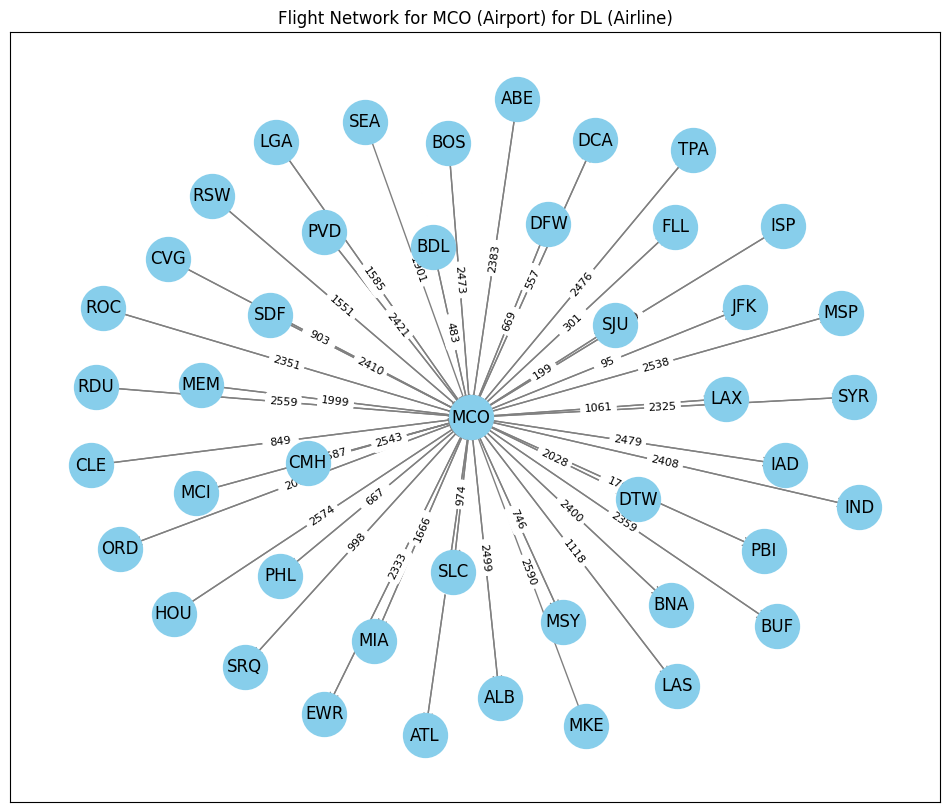 Flight Network for MCO (Airport) for DL (Airline)
ABE
SEA
DCA
LGA
BOS
TPA
RSW
DFW
ISP
FLL
PVD
BDL
CVG
2383
2473
557
1585
2476
JFK
ROC
1551
MSP
SDF
301
669
SJU
2421
483
903
2351
2410
199
95
2538
MEM
RDU
1999
2559
LAX
SYR
1061
2325
MCO
849
2543
2479
CLE
CMH
2028
2408
IAD
MCI
667
974
DTW
IND
2574
2400
746
2359
ORD
998
1666
1118
PBI
2499
2333
SLC
2590
PHL
BNA
HOU
MSY
BUF
MIA
SRQ
LAS
ALB
EWR
MKE
ATL